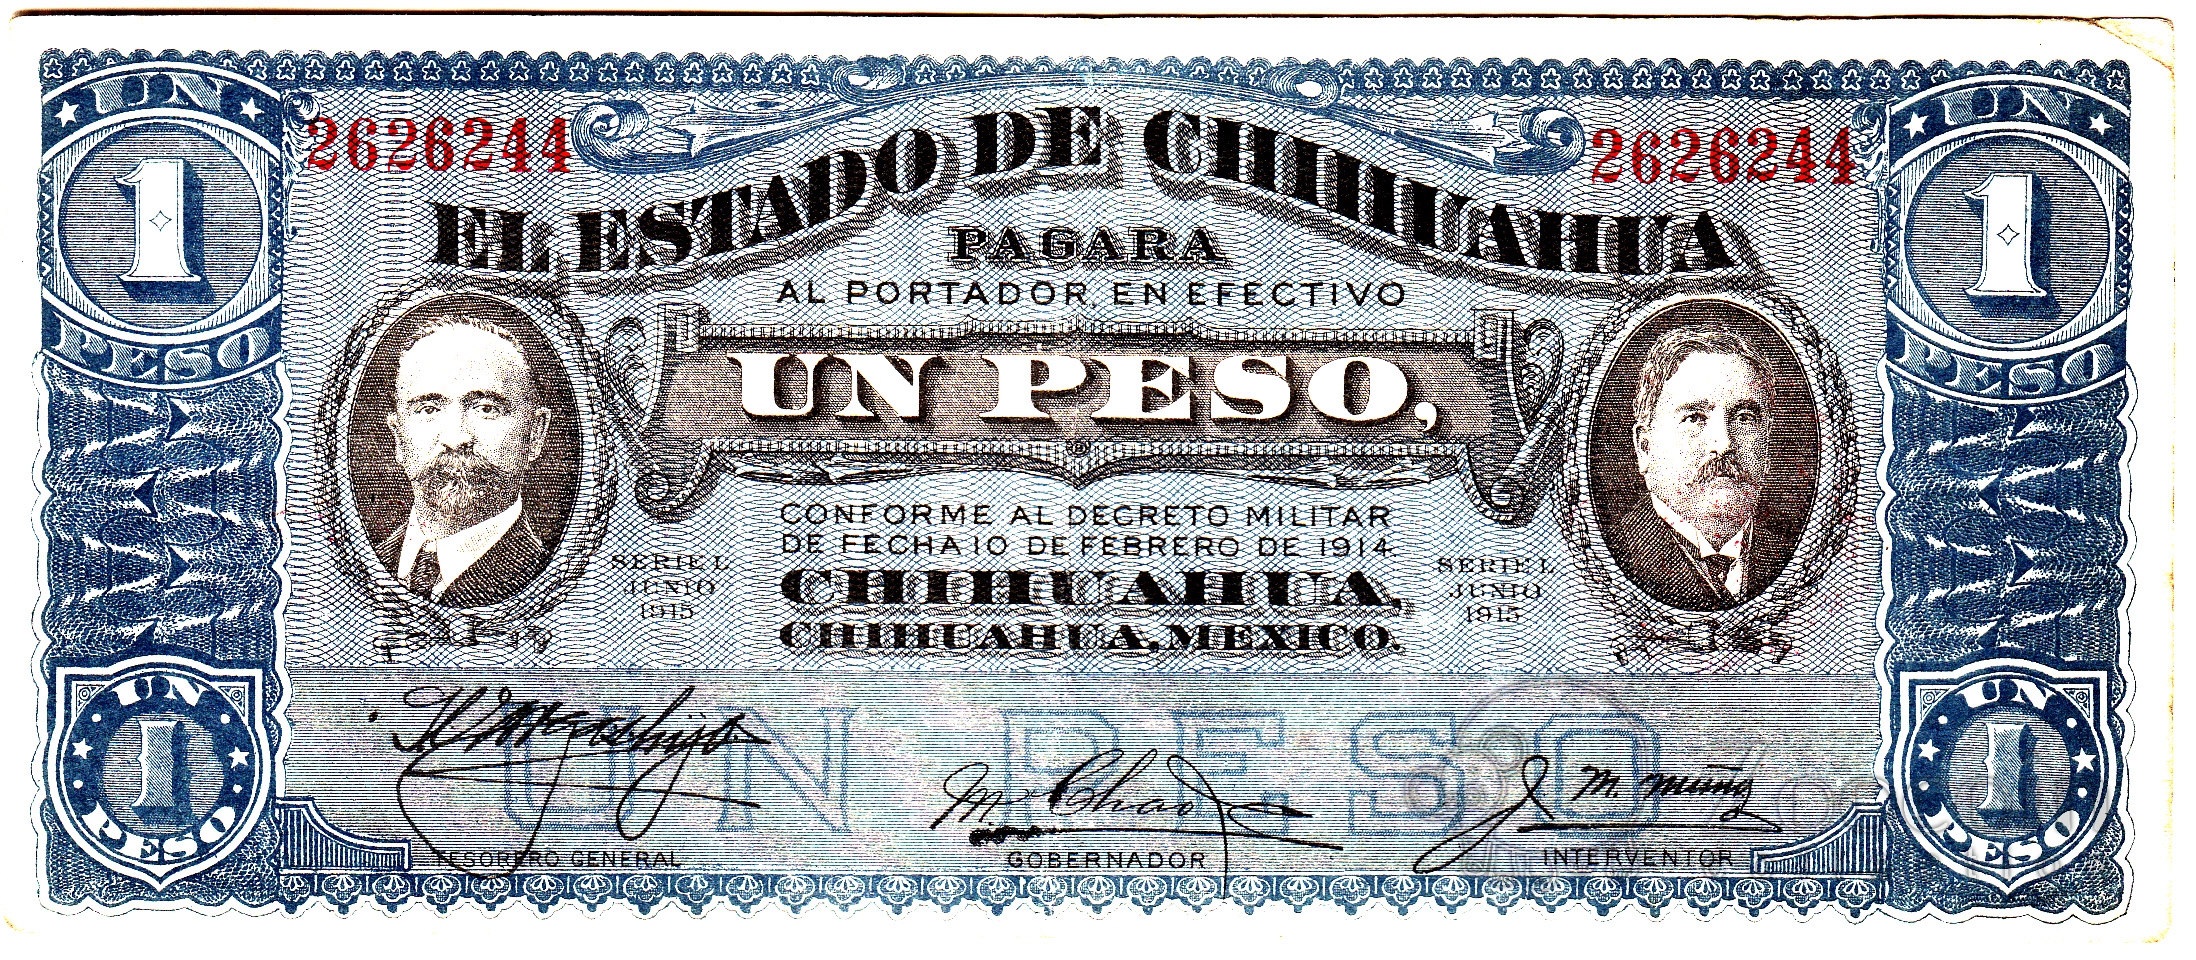 UN 1 PESO
UN 1 PESO
2626244
2626244
EL ESTADO DE CHIHUAHUA
PAGARA
AL PORTADOR, EN EFECTIVO
UN PESO,
CONFORME AL DECRETO MILITAR
DE FECHA 10 DE FEBRERO DE 1914
CHIHUAHUA,
CHIHUAHUA, MEXICO.
SERIE L
JUNIO
1915
SERIE L
JUNIO
1915
UN PESO
UN 1 PESO
UN 1 PESO
M. Chao
J. M. Muñiz
TESORERO GENERAL
GOBERNADOR
INTERVENTOR